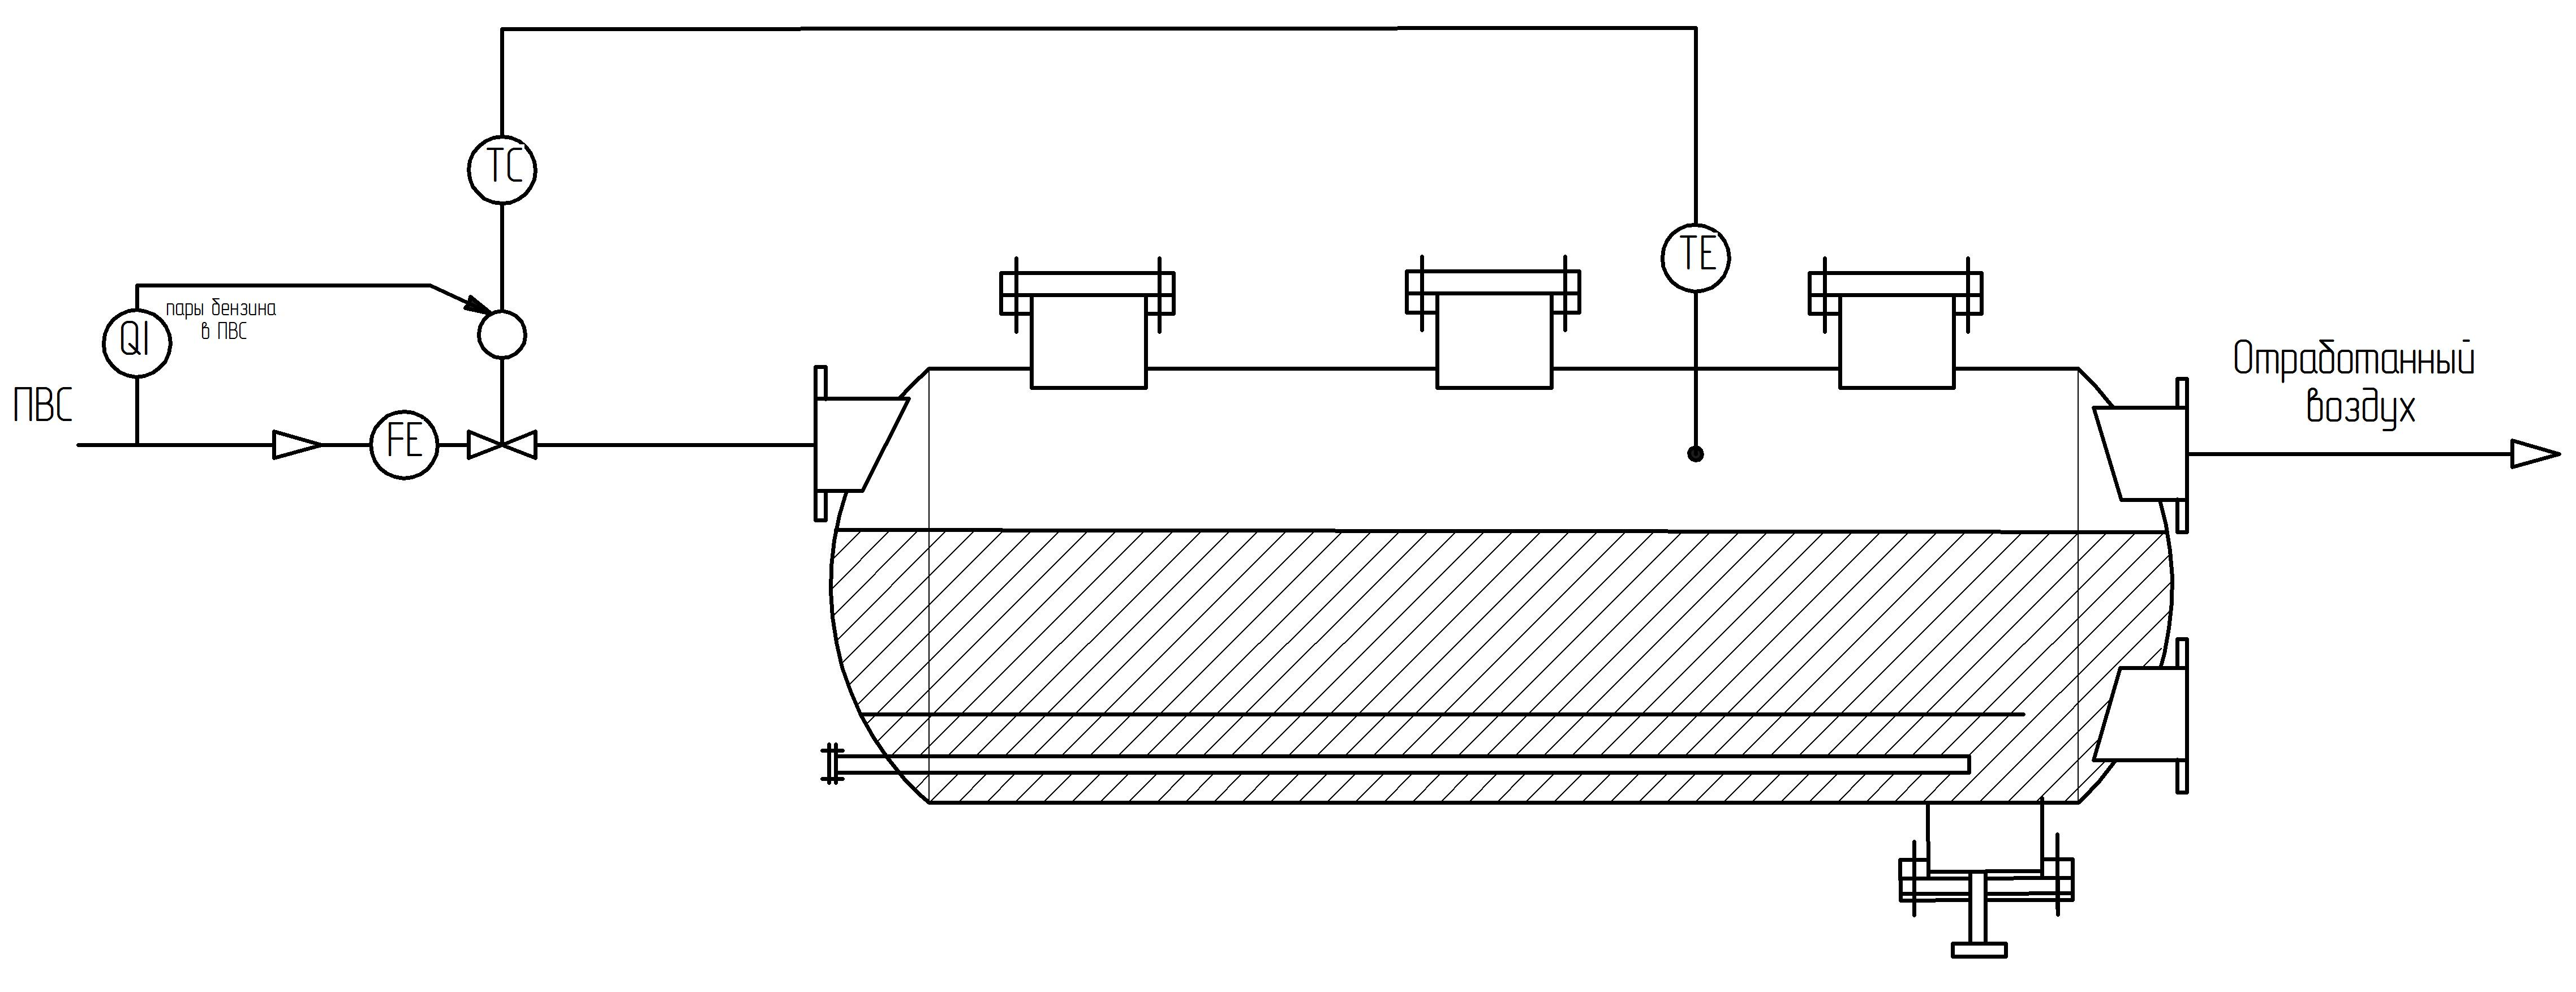 TC
TE
пары бензина
в ПВС
QI
ПВС
FE
Отработанный
воздух